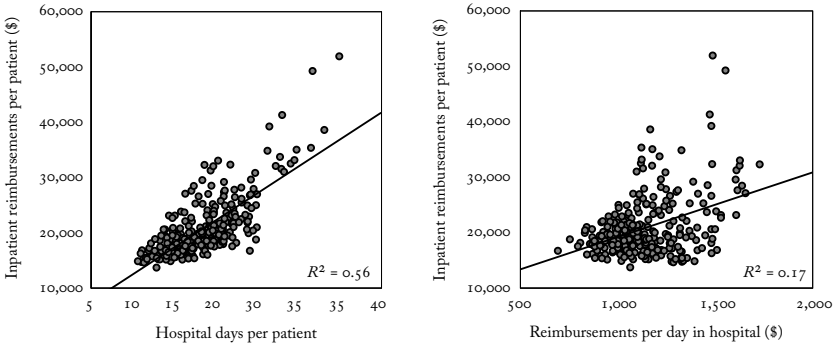 Inpatient reimbursements per patient ($)
60,000
50,000
40,000
30,000
20,000
10,000
R² = 0.56
5 10 15 20 30 30 35 40
Hospital days per patient
Inpatient reimbursements per patient ($)
60,000
50,000
40,000
30,000
20,000
10,000
R² = 0.17
500 1,000 1,500 2,000
Reimbursements per day in hospital ($)